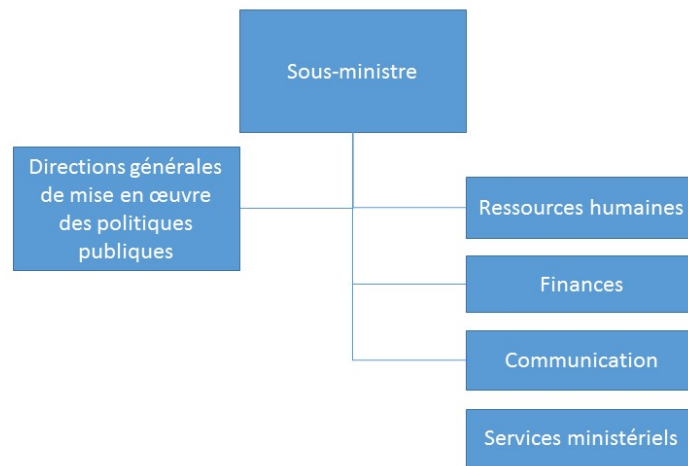 Sous-ministre
Directions générales
de mise en œuvre
des politiques
publiques
Ressources humaines
Finances
Communication
Services ministériels